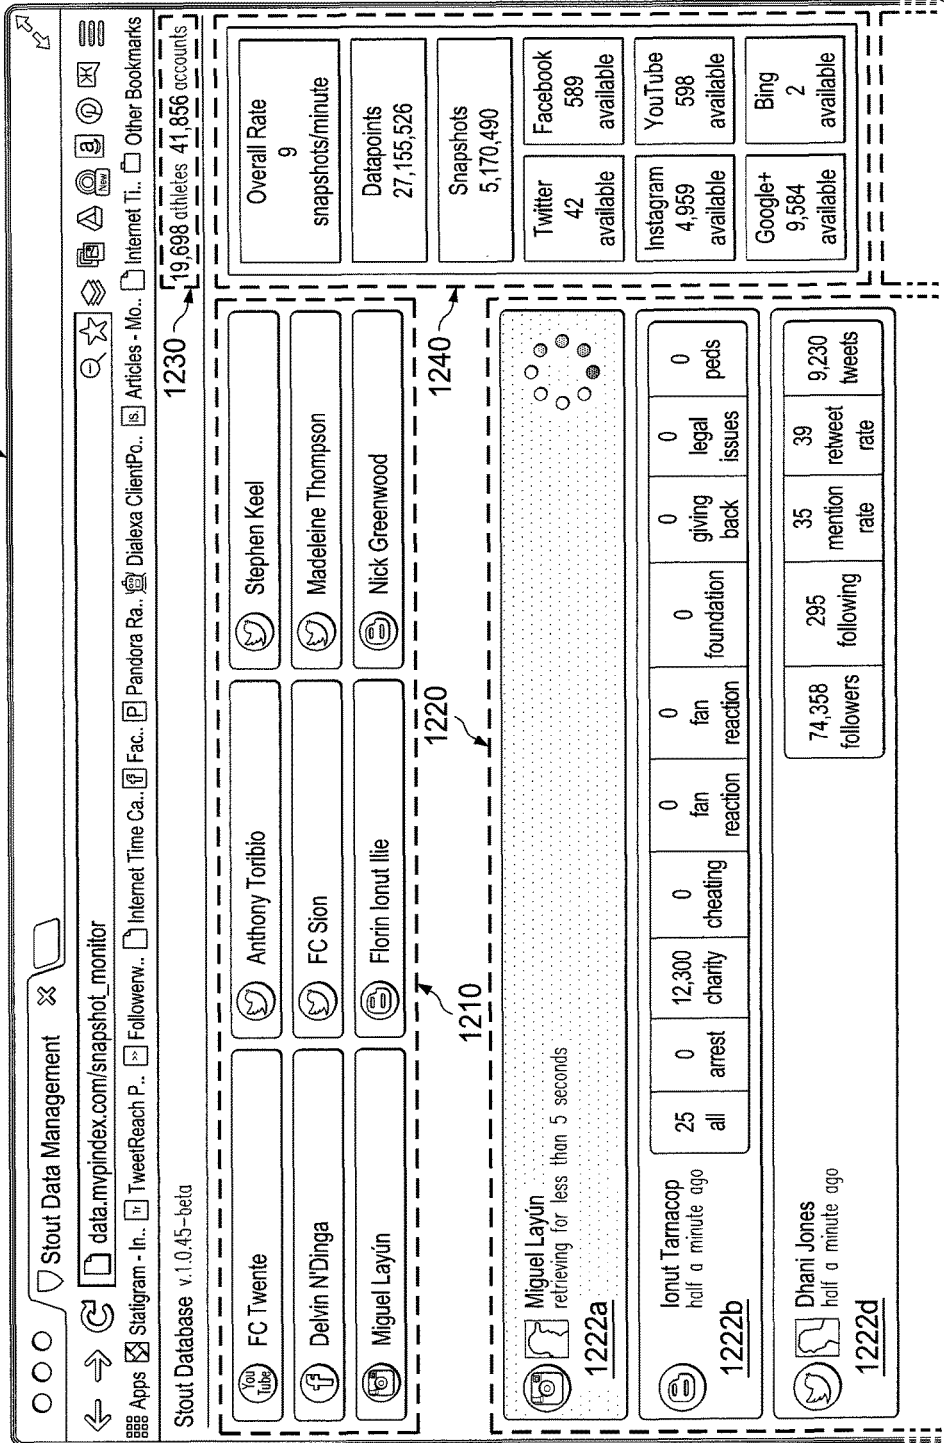 Stout Data Management
data.mvpindex.com/snapshot_monitor
Apps Statigram - In.. Tr TweetReach P.. >> Followerw.. Internet Time Ca.. f Fac.. P Pandora Ra.. Dialexa ClientPo.. is. Articles - Mo.. Internet Ti.. Other Bookmarks
a
New
Stout Database v.1.0.45-beta
19,698 athletes 41,856 accounts
1230
You
Tube
FC Twente
Anthony Toribio
Stephen Keel
f
Delvin N'Dinga
FC Sion
Madeleine Thompson
Miguel Layún
Florin Ionut Ilie
Nick Greenwood
1210
1220
1240
Overall Rate
9
snapshots/minute
Datapoints
27,155,526
Snapshots
5,170,490
Twitter
42
available
Facebook
589
available
Instagram
4,959
available
YouTube
598
available
Google+
9,584
available
Bing
2
available
Miguel Layún
retrieving for less than 5 seconds
1222a
Ionut Tarnacop
half a minute ago
1222b
25
all
0
arrest
12,300
charity
0
cheating
0
fan
reaction
0
fan
reaction
0
foundation
0
giving
back
0
legal
issues
0
peds
Dhani Jones
half a minute ago
1222d
74,358
followers
295
following
35
mention
rate
39
retweet
rate
9,230
tweets